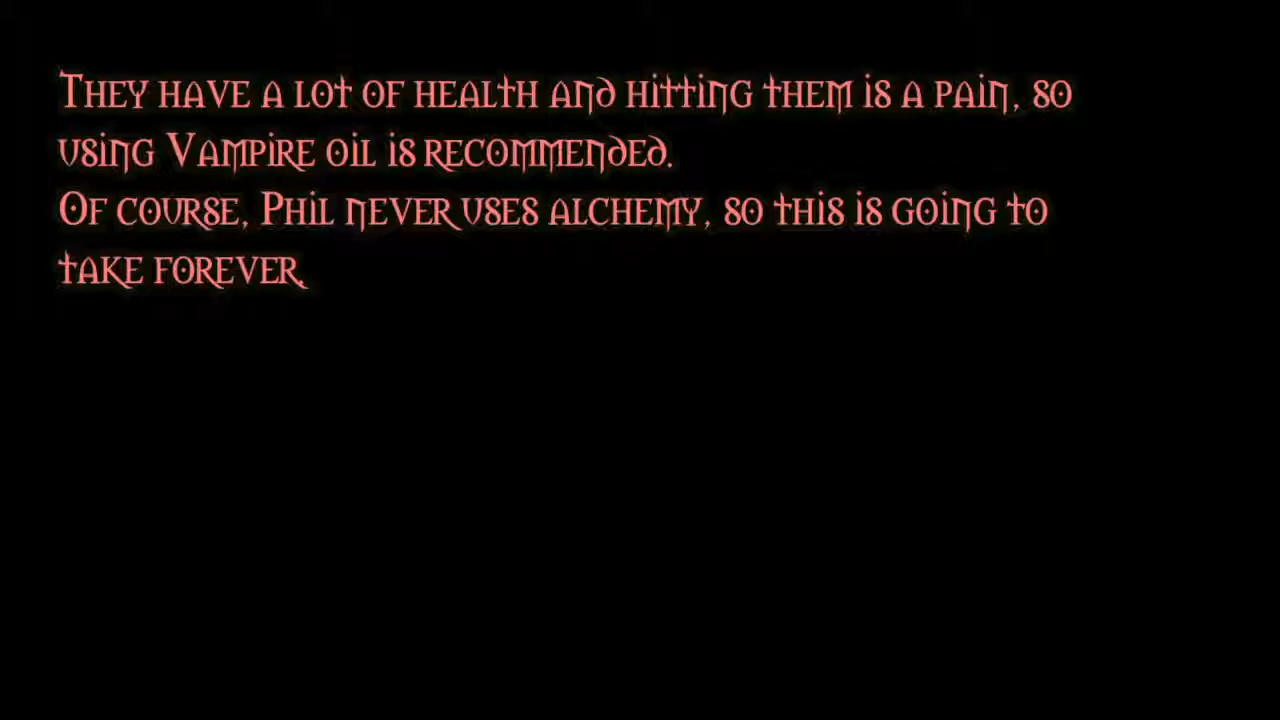 They have a lot of health and hitting them is a pain, so
using Vampire oil is recommended.
Of course, Phil never uses alchemy, so this is going to
take forever.